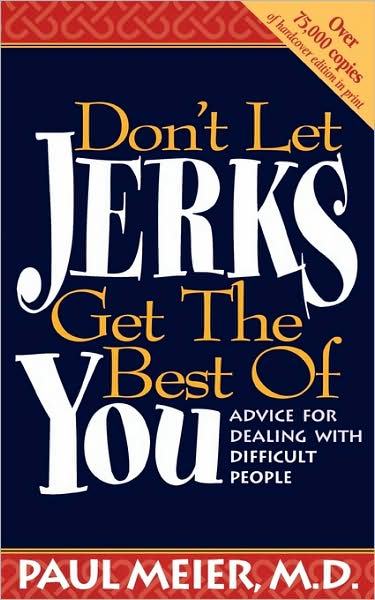 Over
75,000 copies
of hardcover edition in print
Don't Let
JERKS
Get The
Best Of
You
ADVICE FOR
DEALING WITH
DIFFICULT
PEOPLE
PAUL MEIER, M.D.